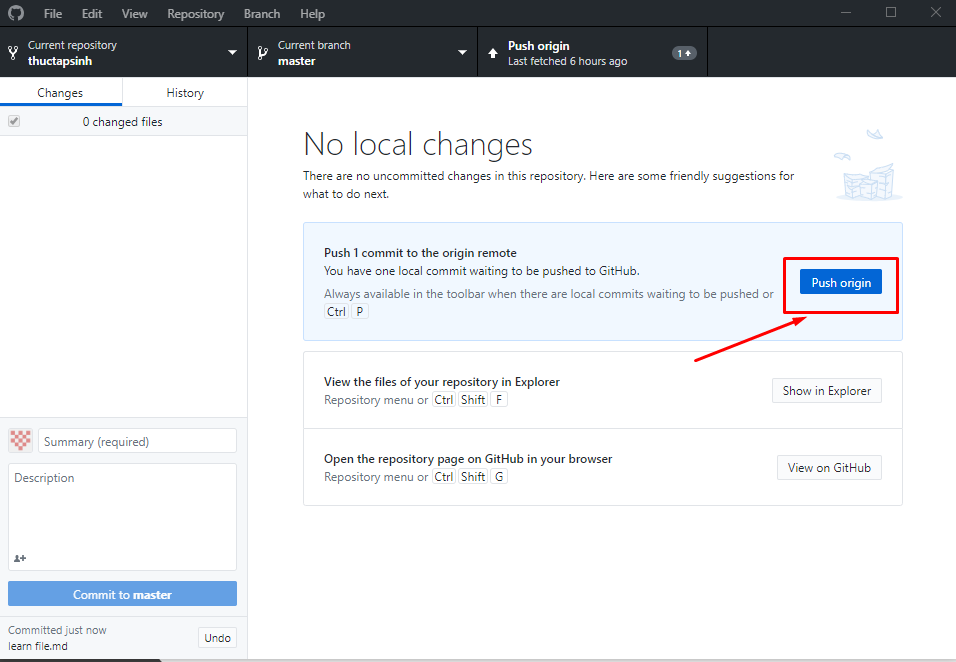 File Edit View Repository Branch Help
Current repository
thuctapsinh
Current branch
master
Push origin
Last fetched 6 hours ago
1
Changes
History
0 changed files
No local changes
There are no uncommitted changes in this repository. Here are some friendly suggestions for
what to do next.
Push 1 commit to the origin remote
You have one local commit waiting to be pushed to GitHub.
Always available in the toolbar when there are local commits waiting to be pushed or
Ctrl P
Push origin
View the files of your repository in Explorer
Repository menu or Ctrl Shift F
Show in Explorer
Open the repository page on GitHub in your browser
Repository menu or Ctrl Shift G
View on GitHub
Summary (required)
Description
Commit to master
Committed just now
learn file.md
Undo